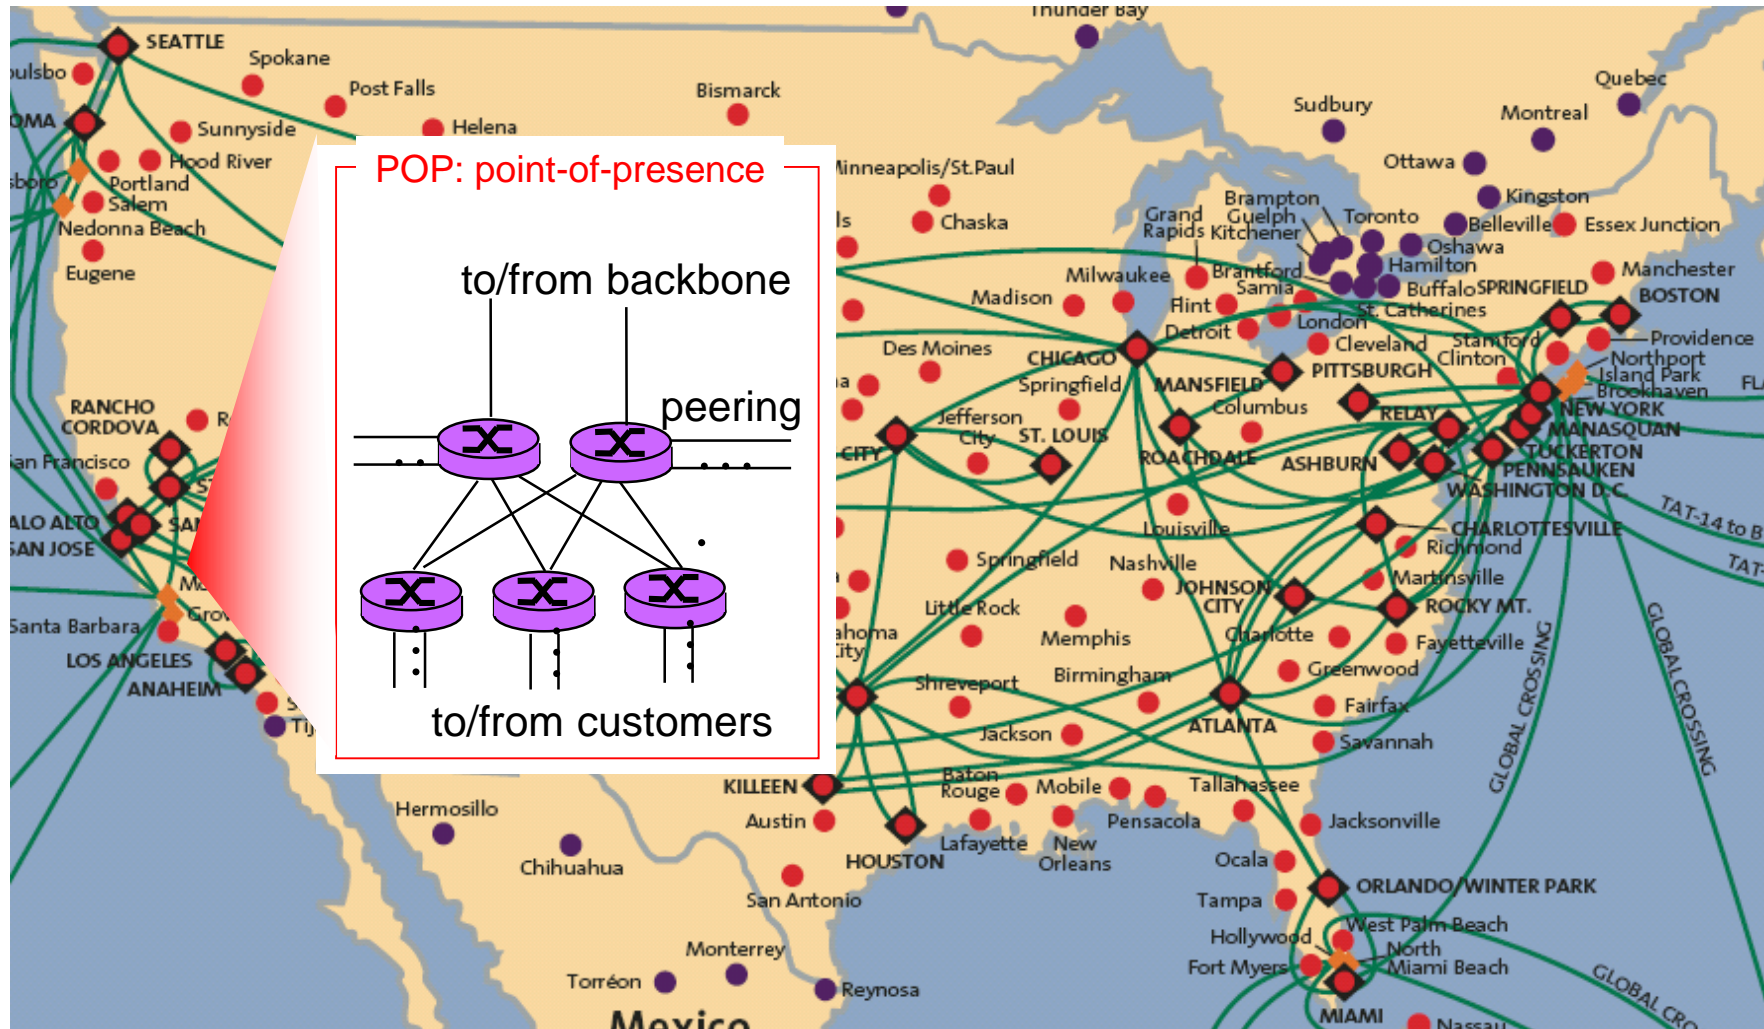 Thunder Bay
SEATTLE
Spokane
Post Falls
Bismarck
Helena
Sunnyside
Hood River
Portland
Salem
Nedonna Beach
Eugene
POP: point-of-presence
to/from backbone
peering
to/from customers
Quebec
Sudbury
Montreal
Ottawa
Kingston
Brampton
Guelph
Toronto
Belleville
Essex Junction
Grand
Rapids
Kitchener
Oshawa
Hamilton
Milwaukee
Brantford
Manchester
Madison
Flint
Buffalo
SPRINGFIELD
BOSTON
St. Catherines
London
Detroit
Cleveland
Stamford
Providence
Clinton
Northport
Island Park
Brookhaven
Des Moines
CHICAGO
Springfield
MANSFIELD
PITTSBURGH
Columbus
RELAY
NEW YORK
MANASQUAN
TUCKERTON
PENNSAUKEN
Jefferson
City
ST. LOUIS
ROACHDALE
ASHBURN
WASHINGTON D.C.
CITY
Minneapolis/St.Paul
Chaska
RANCHO
CORDOVA
San Francisco
PALO ALTO
SAN JOSE
Santa Barbara
LOS ANGELES
ANAHEIM
Louisville
CHARLOTTESVILLE
Richmond
Springfield
Nashville
JOHNSON
CITY
Martinsville
ROCKY MT.
Little Rock
Memphis
Charlotte
Fayetteville
Greenwood
Shreveport
Birmingham
ATLANTA
Fairfax
Savannah
Jackson
KILLEEN
Austin
Baton
Rouge
Mobile
Tallahassee
Pensacola
Jacksonville
Lafayette
New
Orleans
HOUSTON
San Antonio
Ocala
ORLANDO/WINTER PARK
Tampa
West Palm Beach
Hollywood
North
Miami Beach
Fort Myers
MIAMI
Nassau
Hermosillo
Chihuahua
Monterrey
Torréon
Reynosa
Mexico
TAT-14 to B
TAT-
GLOBAL CROSSING
GLOBAL CROSSING
GLOBAL CRO